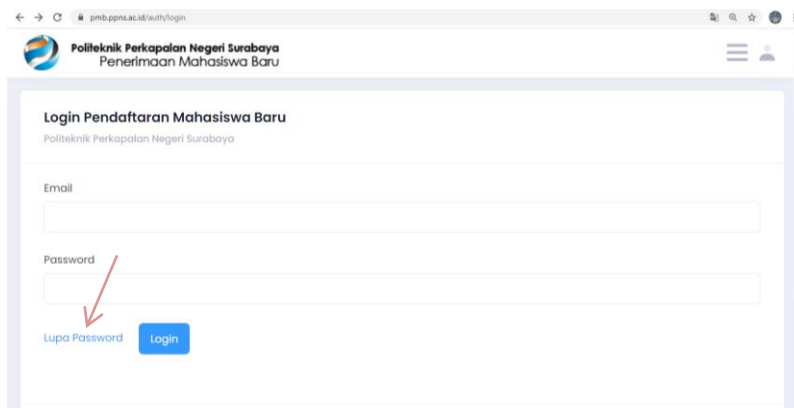 pmb.ppns.ac.id/auth/login
Politeknik Perkapalan Negeri Surabaya
Penerimaan Mahasiswa Baru
Login Pendaftaran Mahasiswa Baru
Politeknik Perkapalan Negeri Surabaya
Email
Password
Lupa Password Login